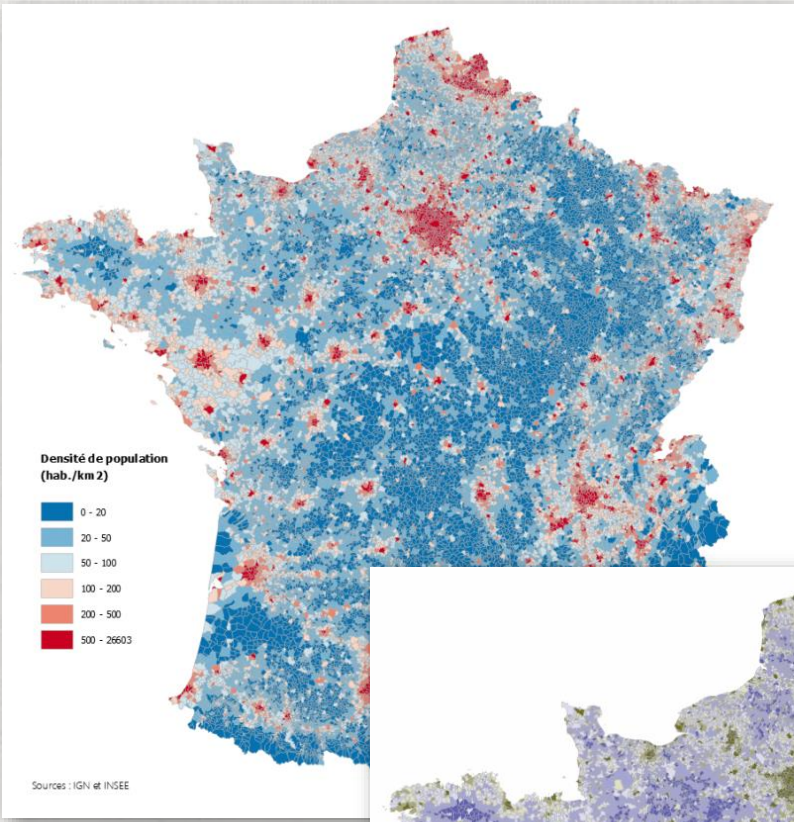 Densité de population
(hab./km2)
0 - 20
20 - 50
50 - 100
100 - 200
200 - 500
500 - 26603
Sources : IGN et INSEE